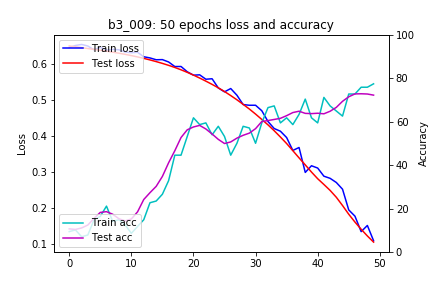 b3_009: 50 epochs loss and accuracy
Train loss
Test loss
Train acc
Test acc
Loss
Accuracy
0.6
0.5
0.4
0.3
0.2
0.1
100
80
60
40
20
0
0 10 20 30 40 50